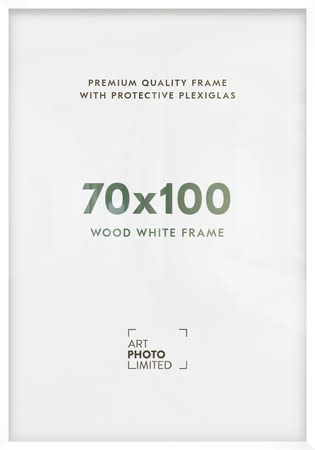 PREMIUM QUALITY FRAME
WITH PROTECTIVE PLEXIGLAS
70x100
WOOD WHITE FRAME
ART
PHOTO
LIMITED